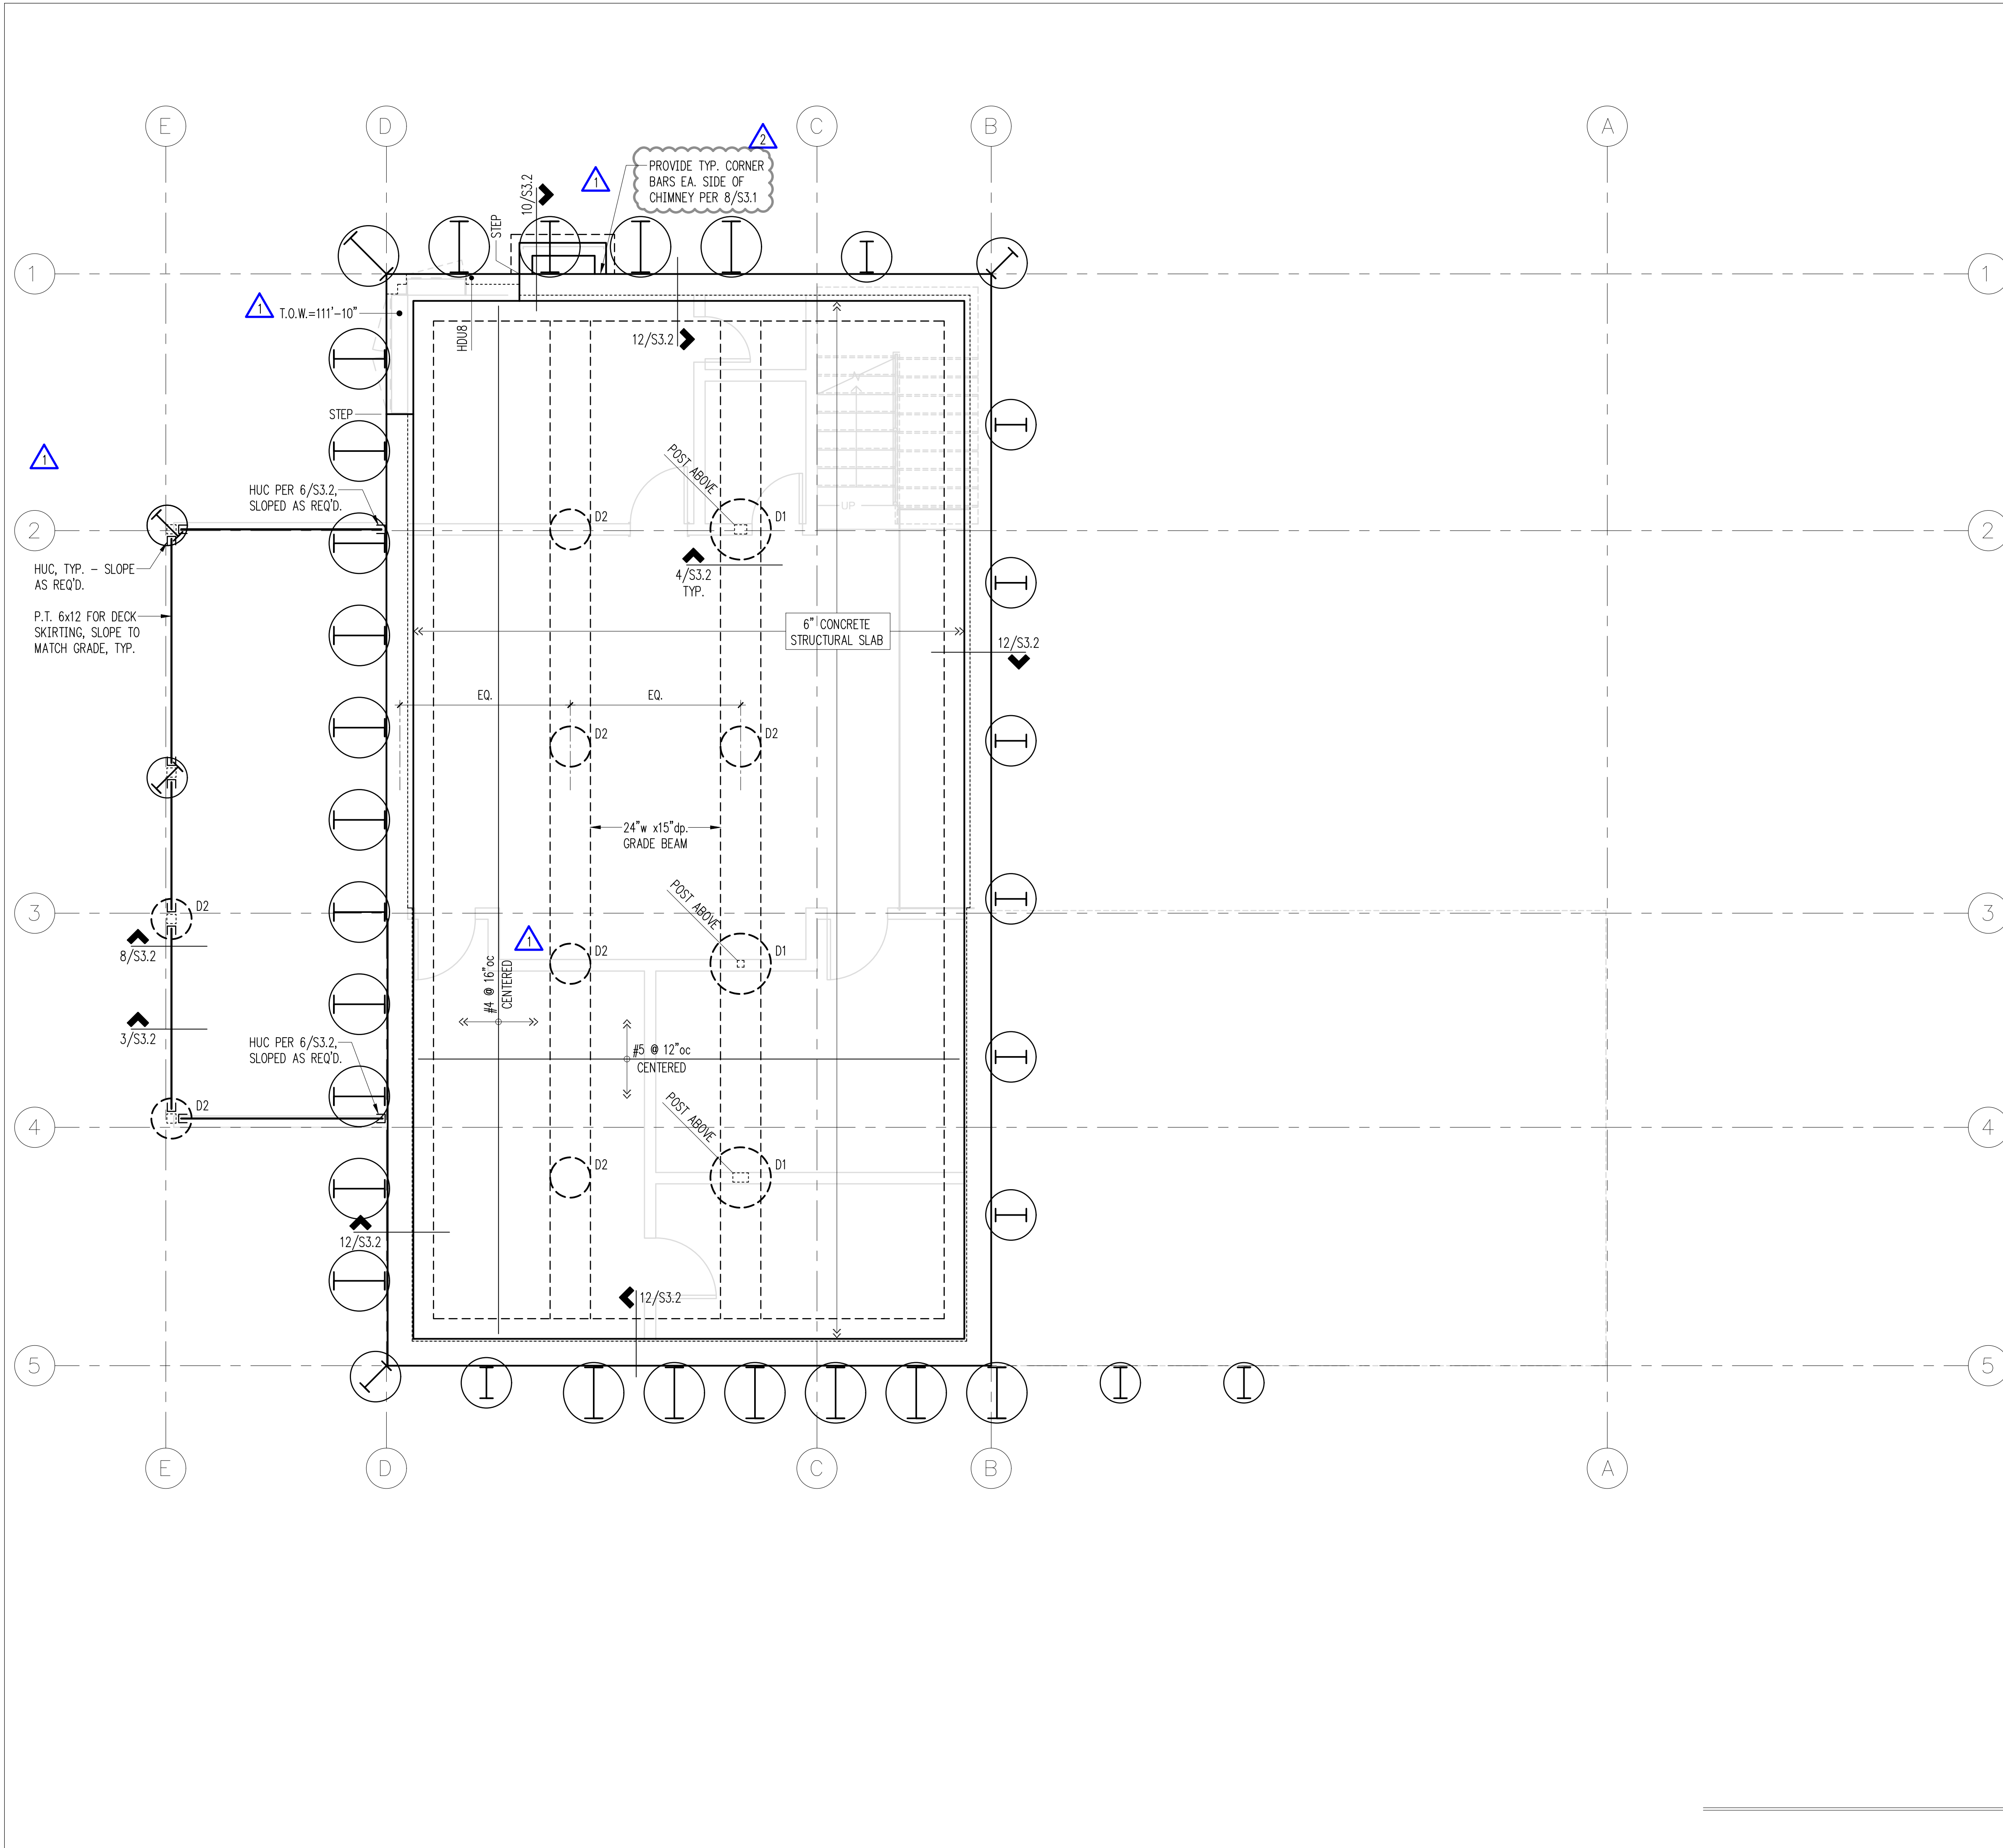 E
D
C
B
A
2
PROVIDE TYP. CORNER
BARS EA. SIDE OF
CHIMNEY PER 8/S3.1
1
10/S3.2
STEP
1
1
1
T.O.W.=111'-10"
HDU8
12/S3.2
STEP
1
POST ABOVE
HUC PER 6/S3.2,
SLOPED AS REQ'D.
UP
2
D2
D1
2
HUC, TYP. - SLOPE
AS REQ'D.
4/S3.2
TYP.
P.T. 6x12 FOR DECK
SKIRTING, SLOPE TO
MATCH GRADE, TYP.
6" CONCRETE
STRUCTURAL SLAB
12/S3.2
EQ.
EQ.
D2
D2
24"w x15"dp.
GRADE BEAM
POST ABOVE
3
D2
3
8/S3.2
1
D2
D1
#4 @ 16"oc
CENTERED
3/S3.2
HUC PER 6/S3.2,
SLOPED AS REQ'D.
#5 @ 12"oc
CENTERED
POST ABOVE
D2
4
4
D2
D1
12/S3.2
12/S3.2
5
5
E
D
C
B
A